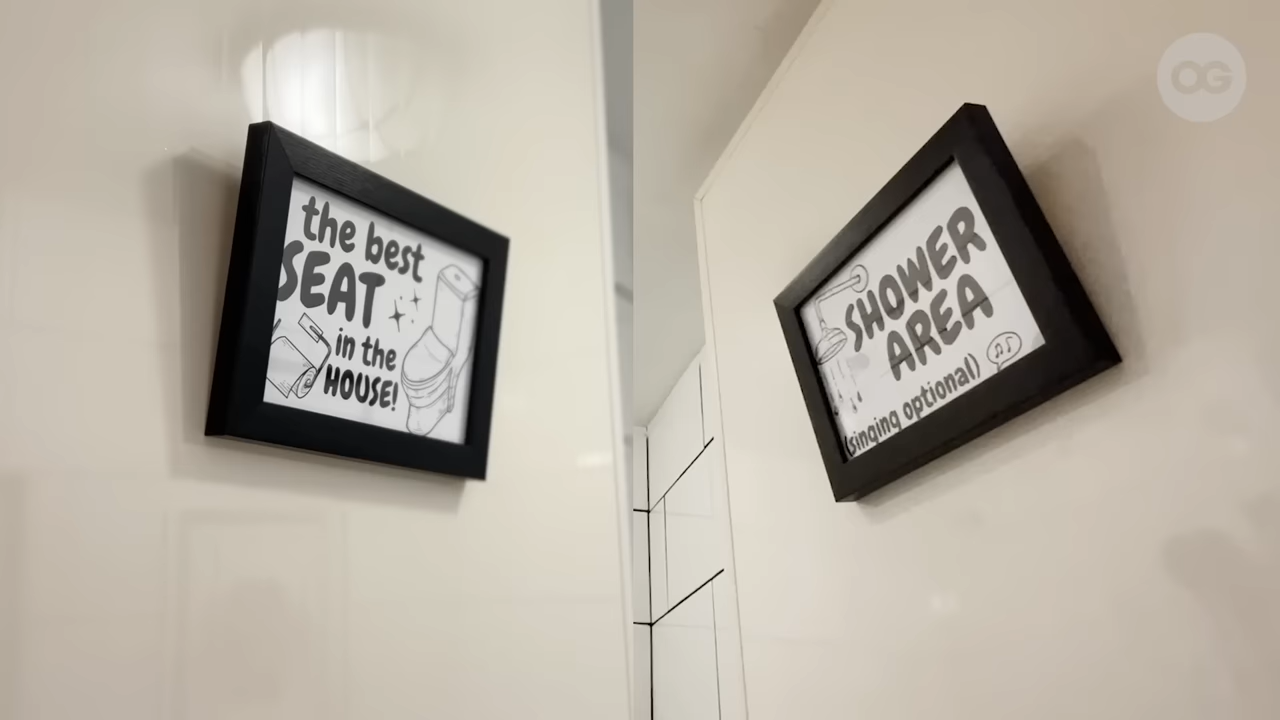 the best
SEAT
in the
HOUSE!
SHOWER
AREA
(singing optional)
OG